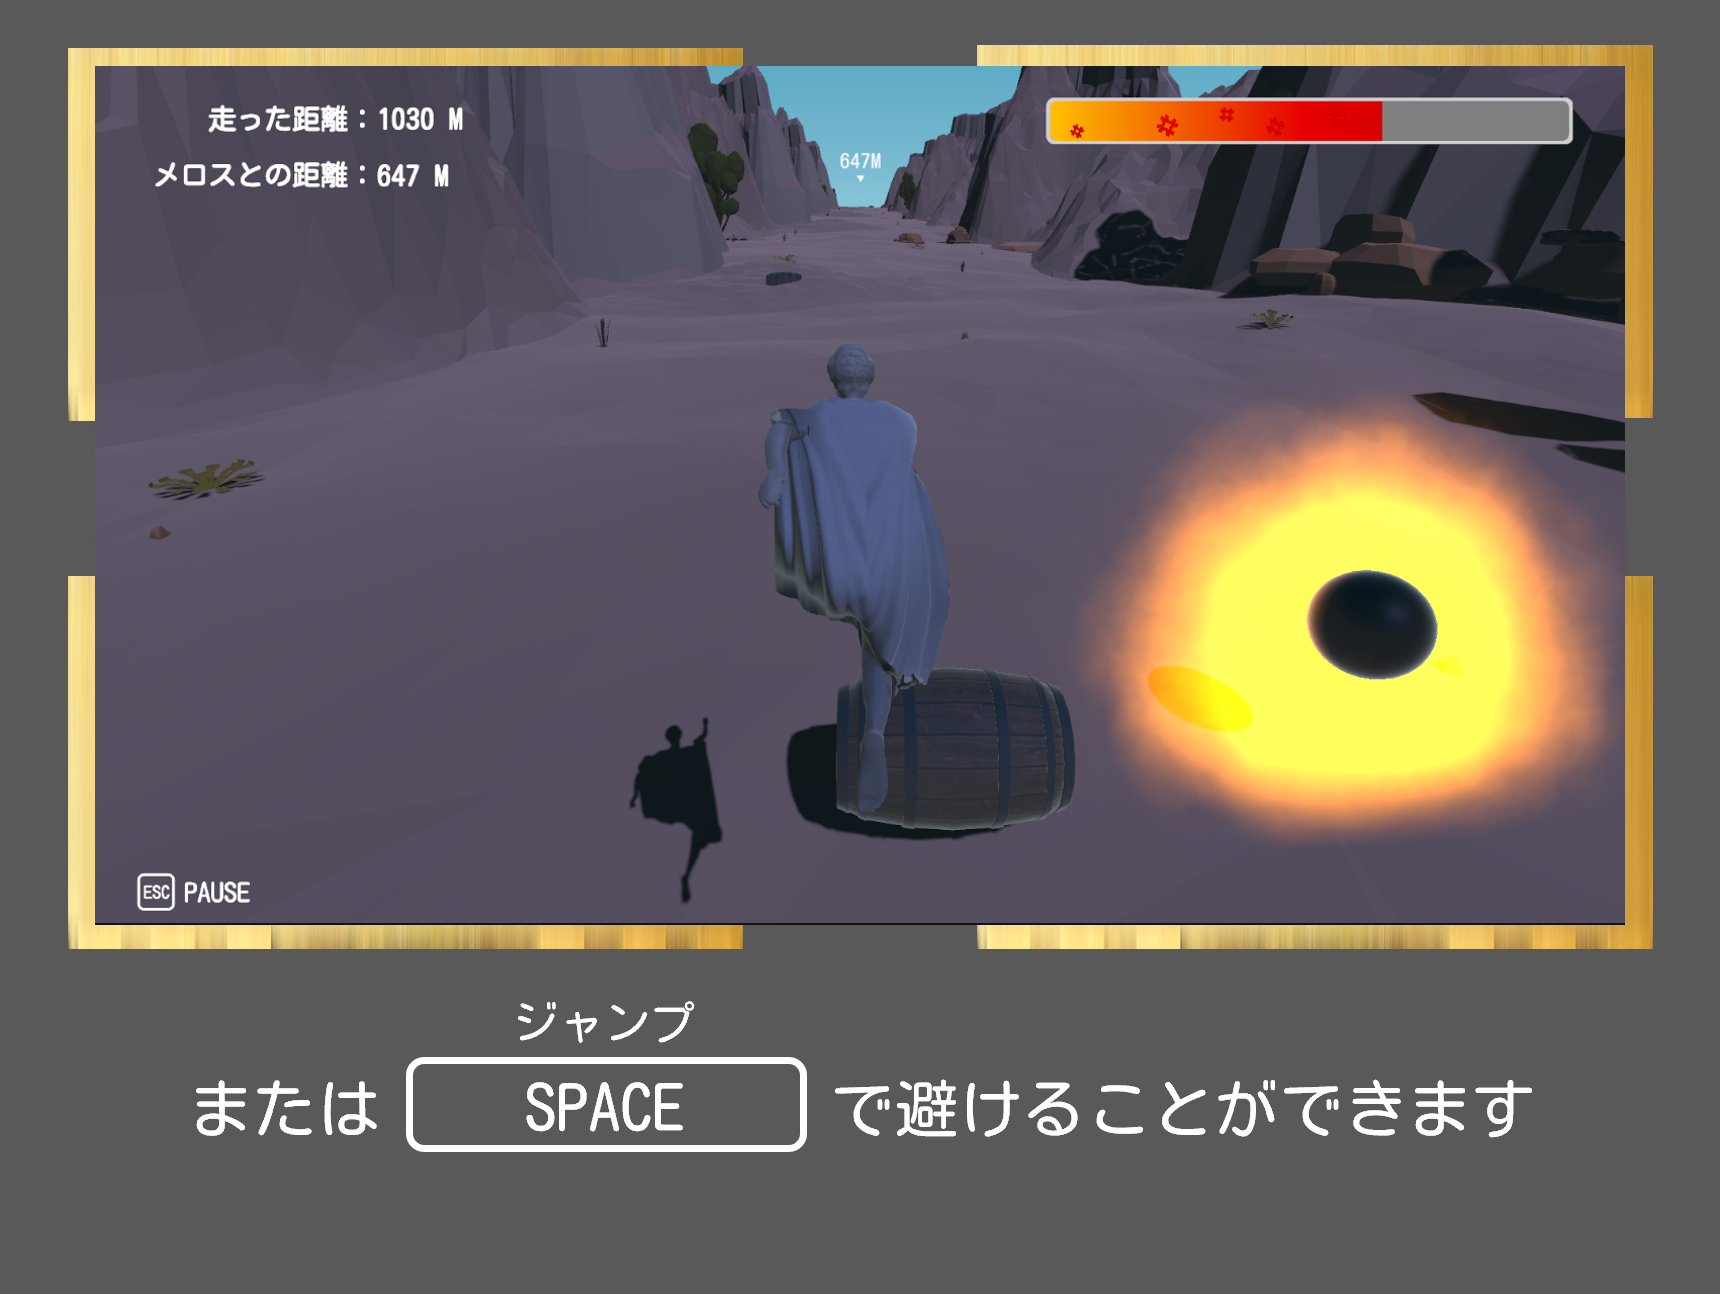 走った距離：1030 M
メロスとの距離：647 M
647M
ESC PAUSE
ジャンプ
または SPACE で避けることができます